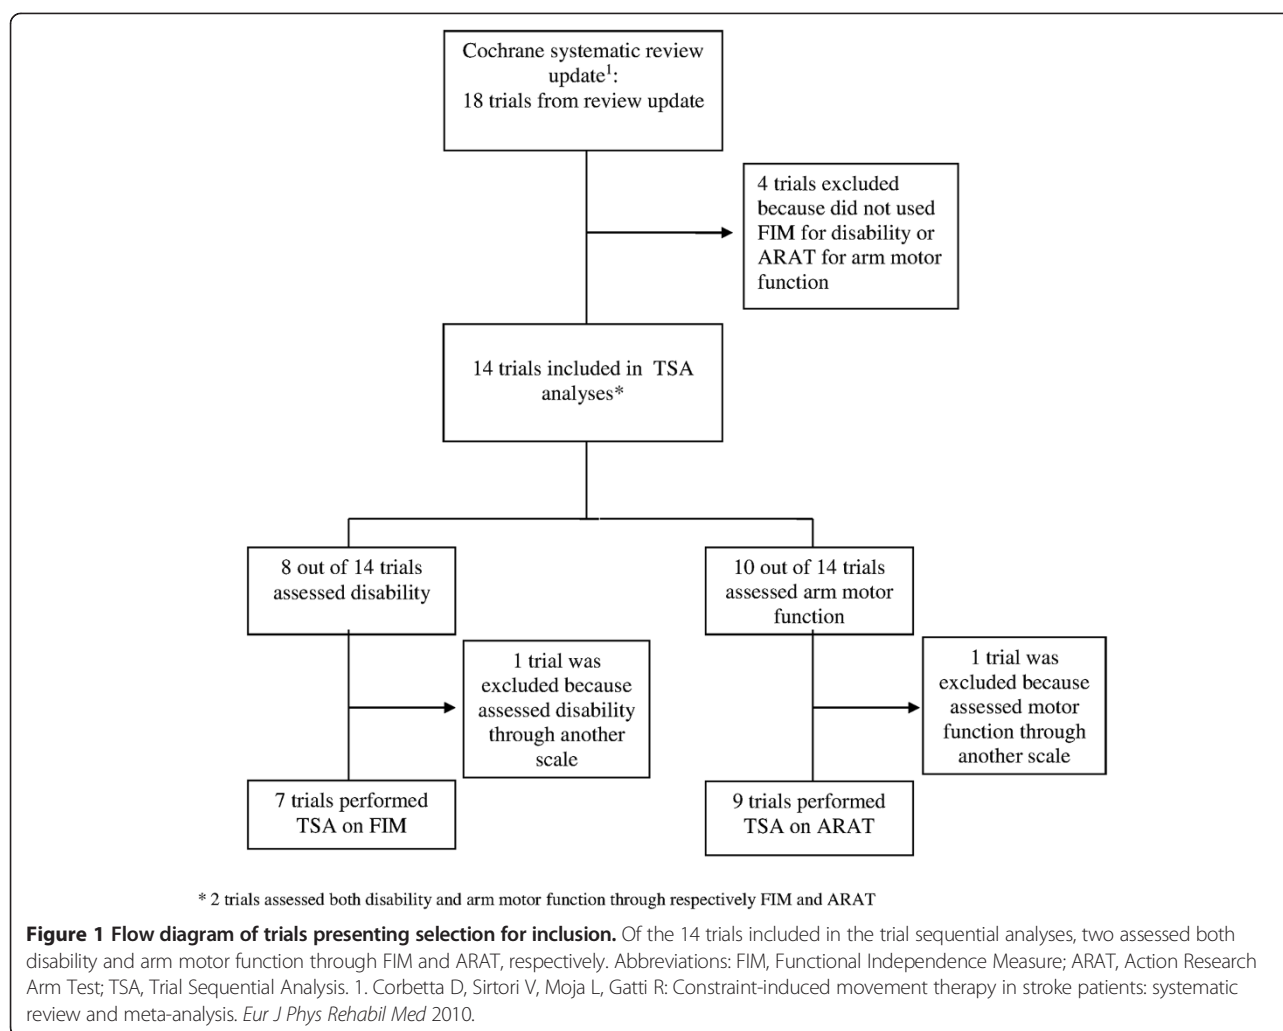 Cochrane systematic review
update1:
18 trials from review update
4 trials excluded
because did not used
FIM for disability or
ARAT for arm motor
function
14 trials included in TSA
analyses*
8 out of 14 trials
assessed disability
10 out of 14 trials
assessed arm motor
function
1 trial was
excluded because
assessed disability
through another
scale
1 trial was
excluded because
assessed motor
function through
another scale
7 trials performed
TSA on FIM
9 trials performed
TSA on ARAT
* 2 trials assessed both disability and arm motor function through respectively FIM and ARAT
Figure 1 Flow diagram of trials presenting selection for inclusion. Of the 14 trials included in the trial sequential analyses, two assessed both
disability and arm motor function through FIM and ARAT, respectively. Abbreviations: FIM, Functional Independence Measure; ARAT, Action Research
Arm Test; TSA, Trial Sequential Analysis. 1. Corbetta D, Sirtori V, Moja L, Gatti R: Constraint-induced movement therapy in stroke patients: systematic
review and meta-analysis. Eur J Phys Rehabil Med 2010.